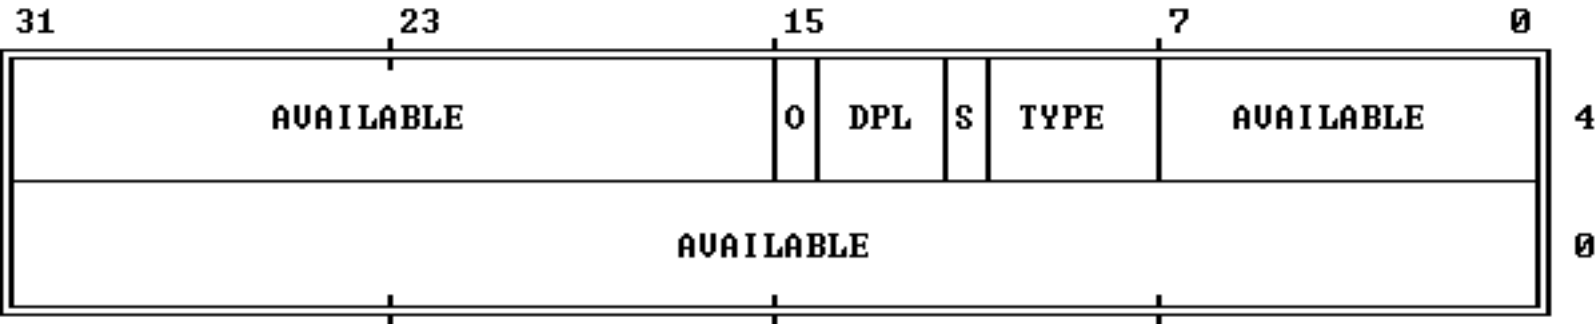 31 23 15 7 0
AVAILABLE O DPL S TYPE AVAILABLE 4
AVAILABLE 0